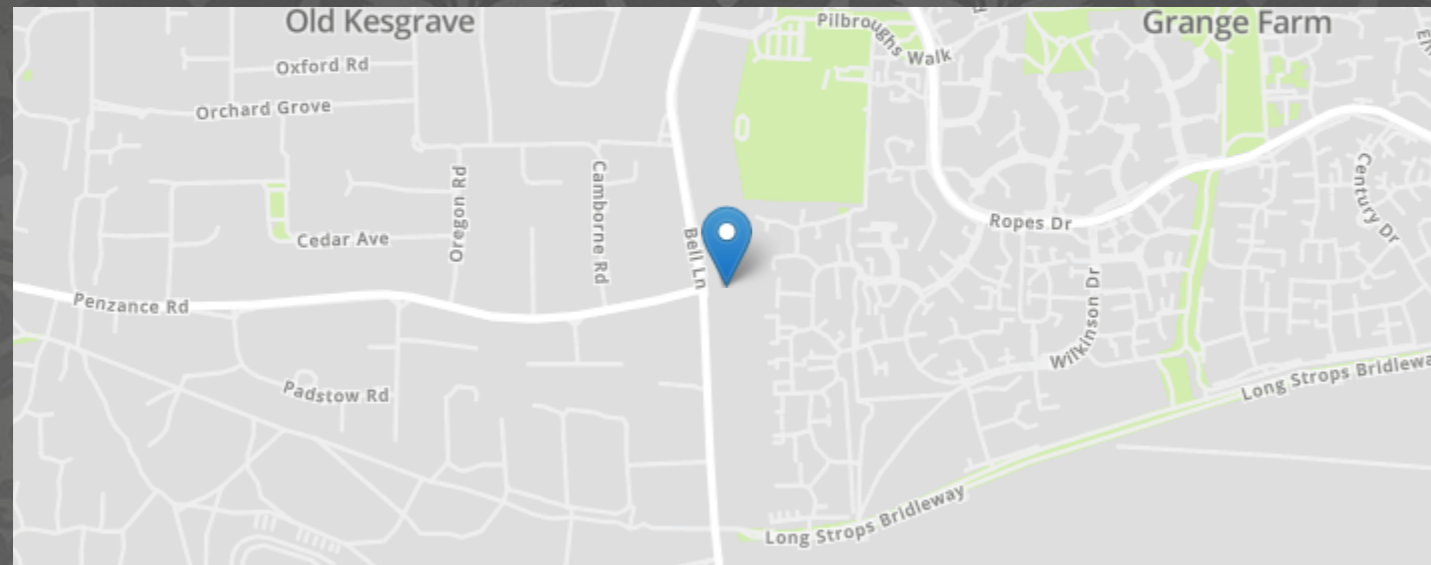 Old Kesgrave
Grange Farm
Pilbroughs Walk
Oxford Rd
Orchard Grove
Oregon Rd
Camborne Rd
Century Dr
Ropes Dr
Cedar Ave
Bell Ln
Penzance Rd
Wilkinson Dr
Padstow Rd
Long Strops Bridleway
Long Strops Bridleway